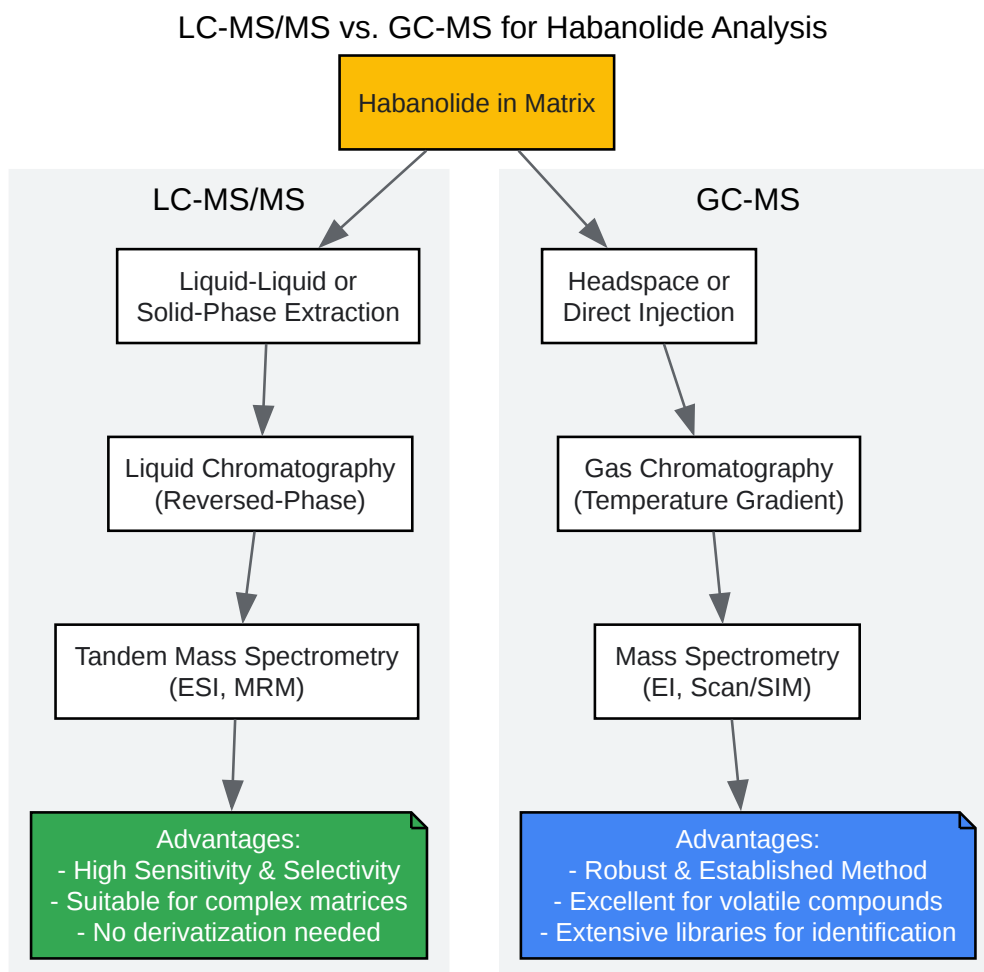 LC-MS/MS vs. GC-MS for Habanolide Analysis
Habanolide in Matrix
LC-MS/MS
Liquid-Liquid or
Solid-Phase Extraction
Liquid Chromatography
(Reversed-Phase)
Tandem Mass Spectrometry
(ESI, MRM)
Advantages:
- High Sensitivity & Selectivity
- Suitable for complex matrices
- No derivatization needed
GC-MS
Headspace or
Direct Injection
Gas Chromatography
(Temperature Gradient)
Mass Spectrometry
(EI, Scan/SIM)
Advantages:
- Robust & Established Method
- Excellent for volatile compounds
- Extensive libraries for identification